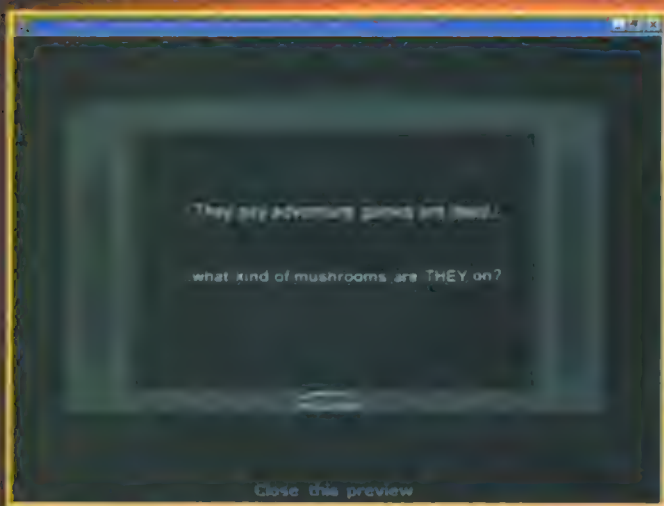 They say adventure games are dead...
what kind of mushrooms are THEY on?
Close this preview